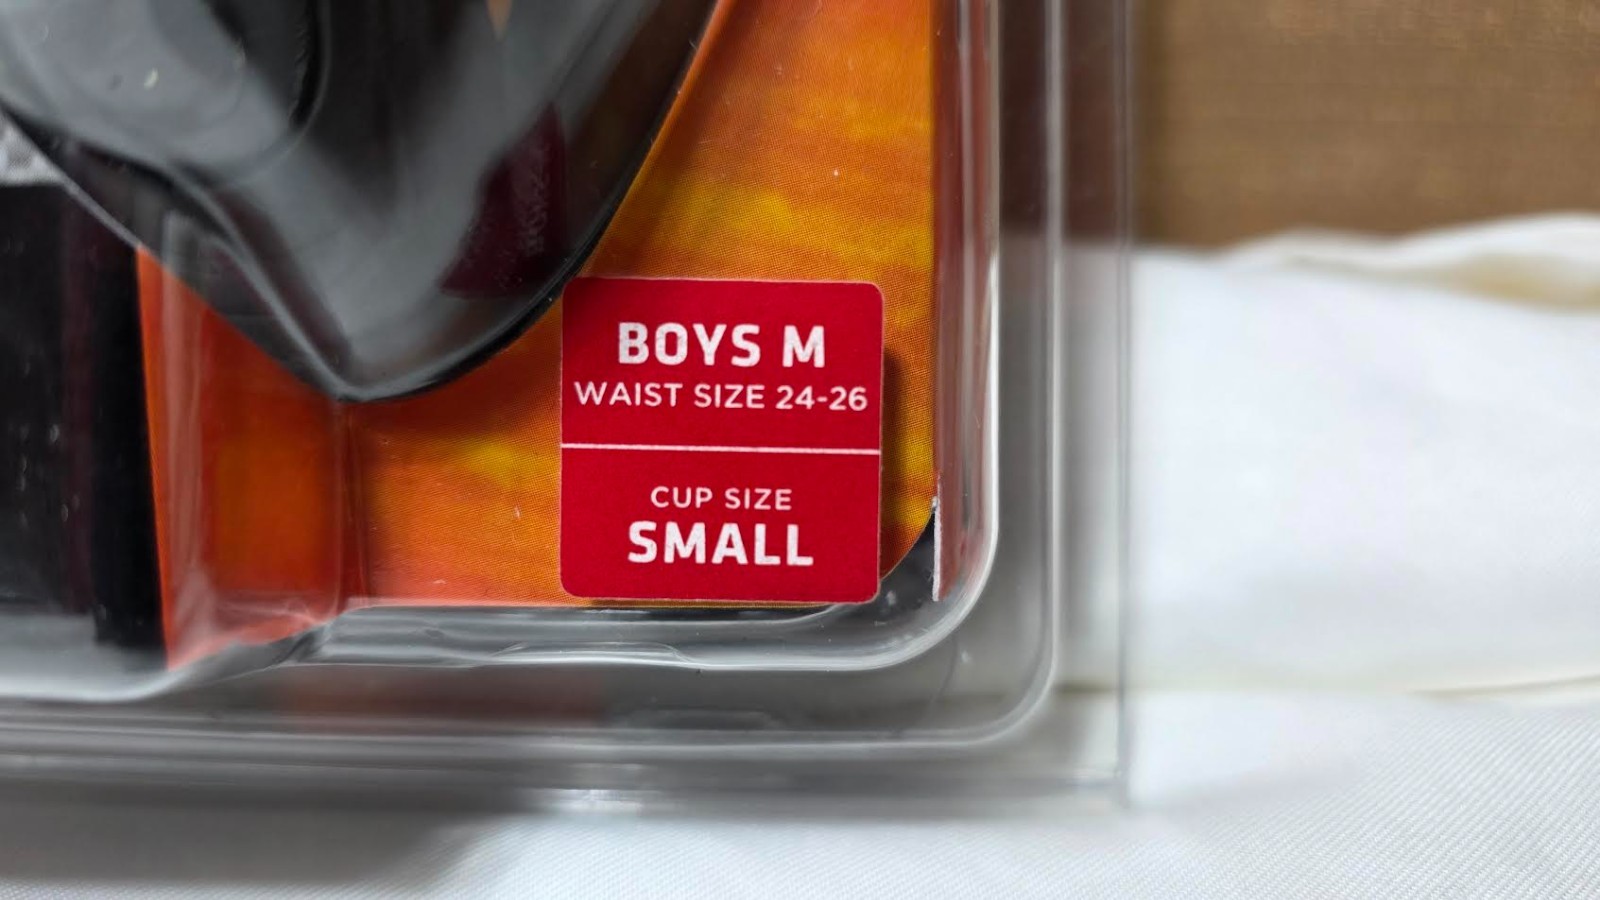 BOYS M
WAIST SIZE 24-26
CUP SIZE
SMALL